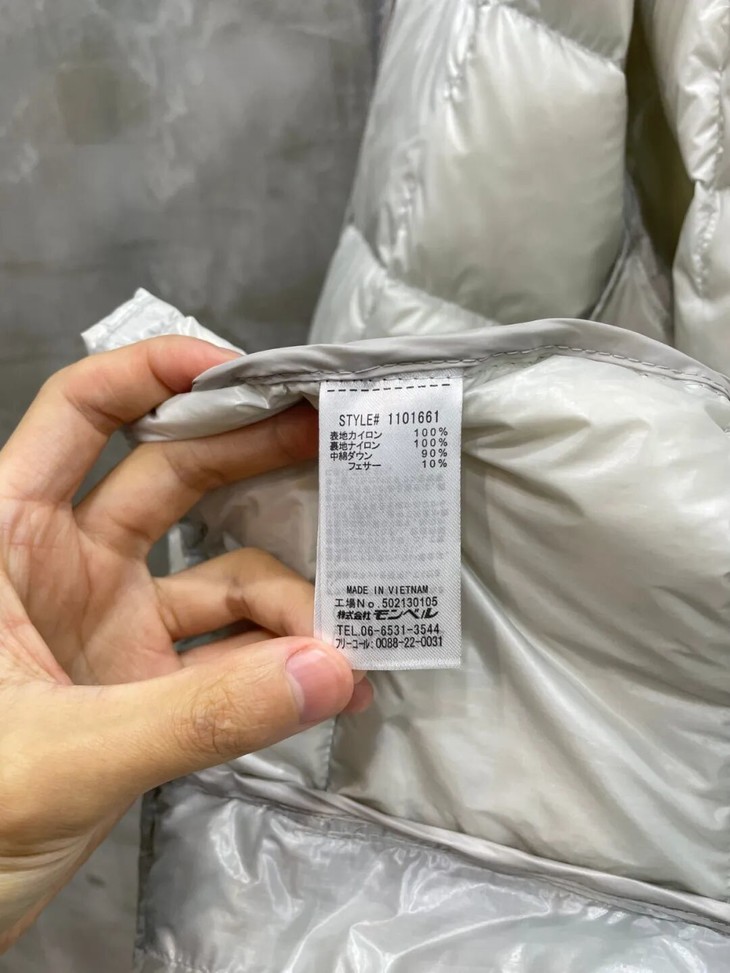 STYLE# 1101661
表地カイロン 100%
裏地ナイロン 100%
中綿ダウン 90%
フェサー 10%
MADE IN VIETNAM
工場No.502130105
株式会社モンベル
TEL.06-6531-3544
フリーコール:0088-22-0031